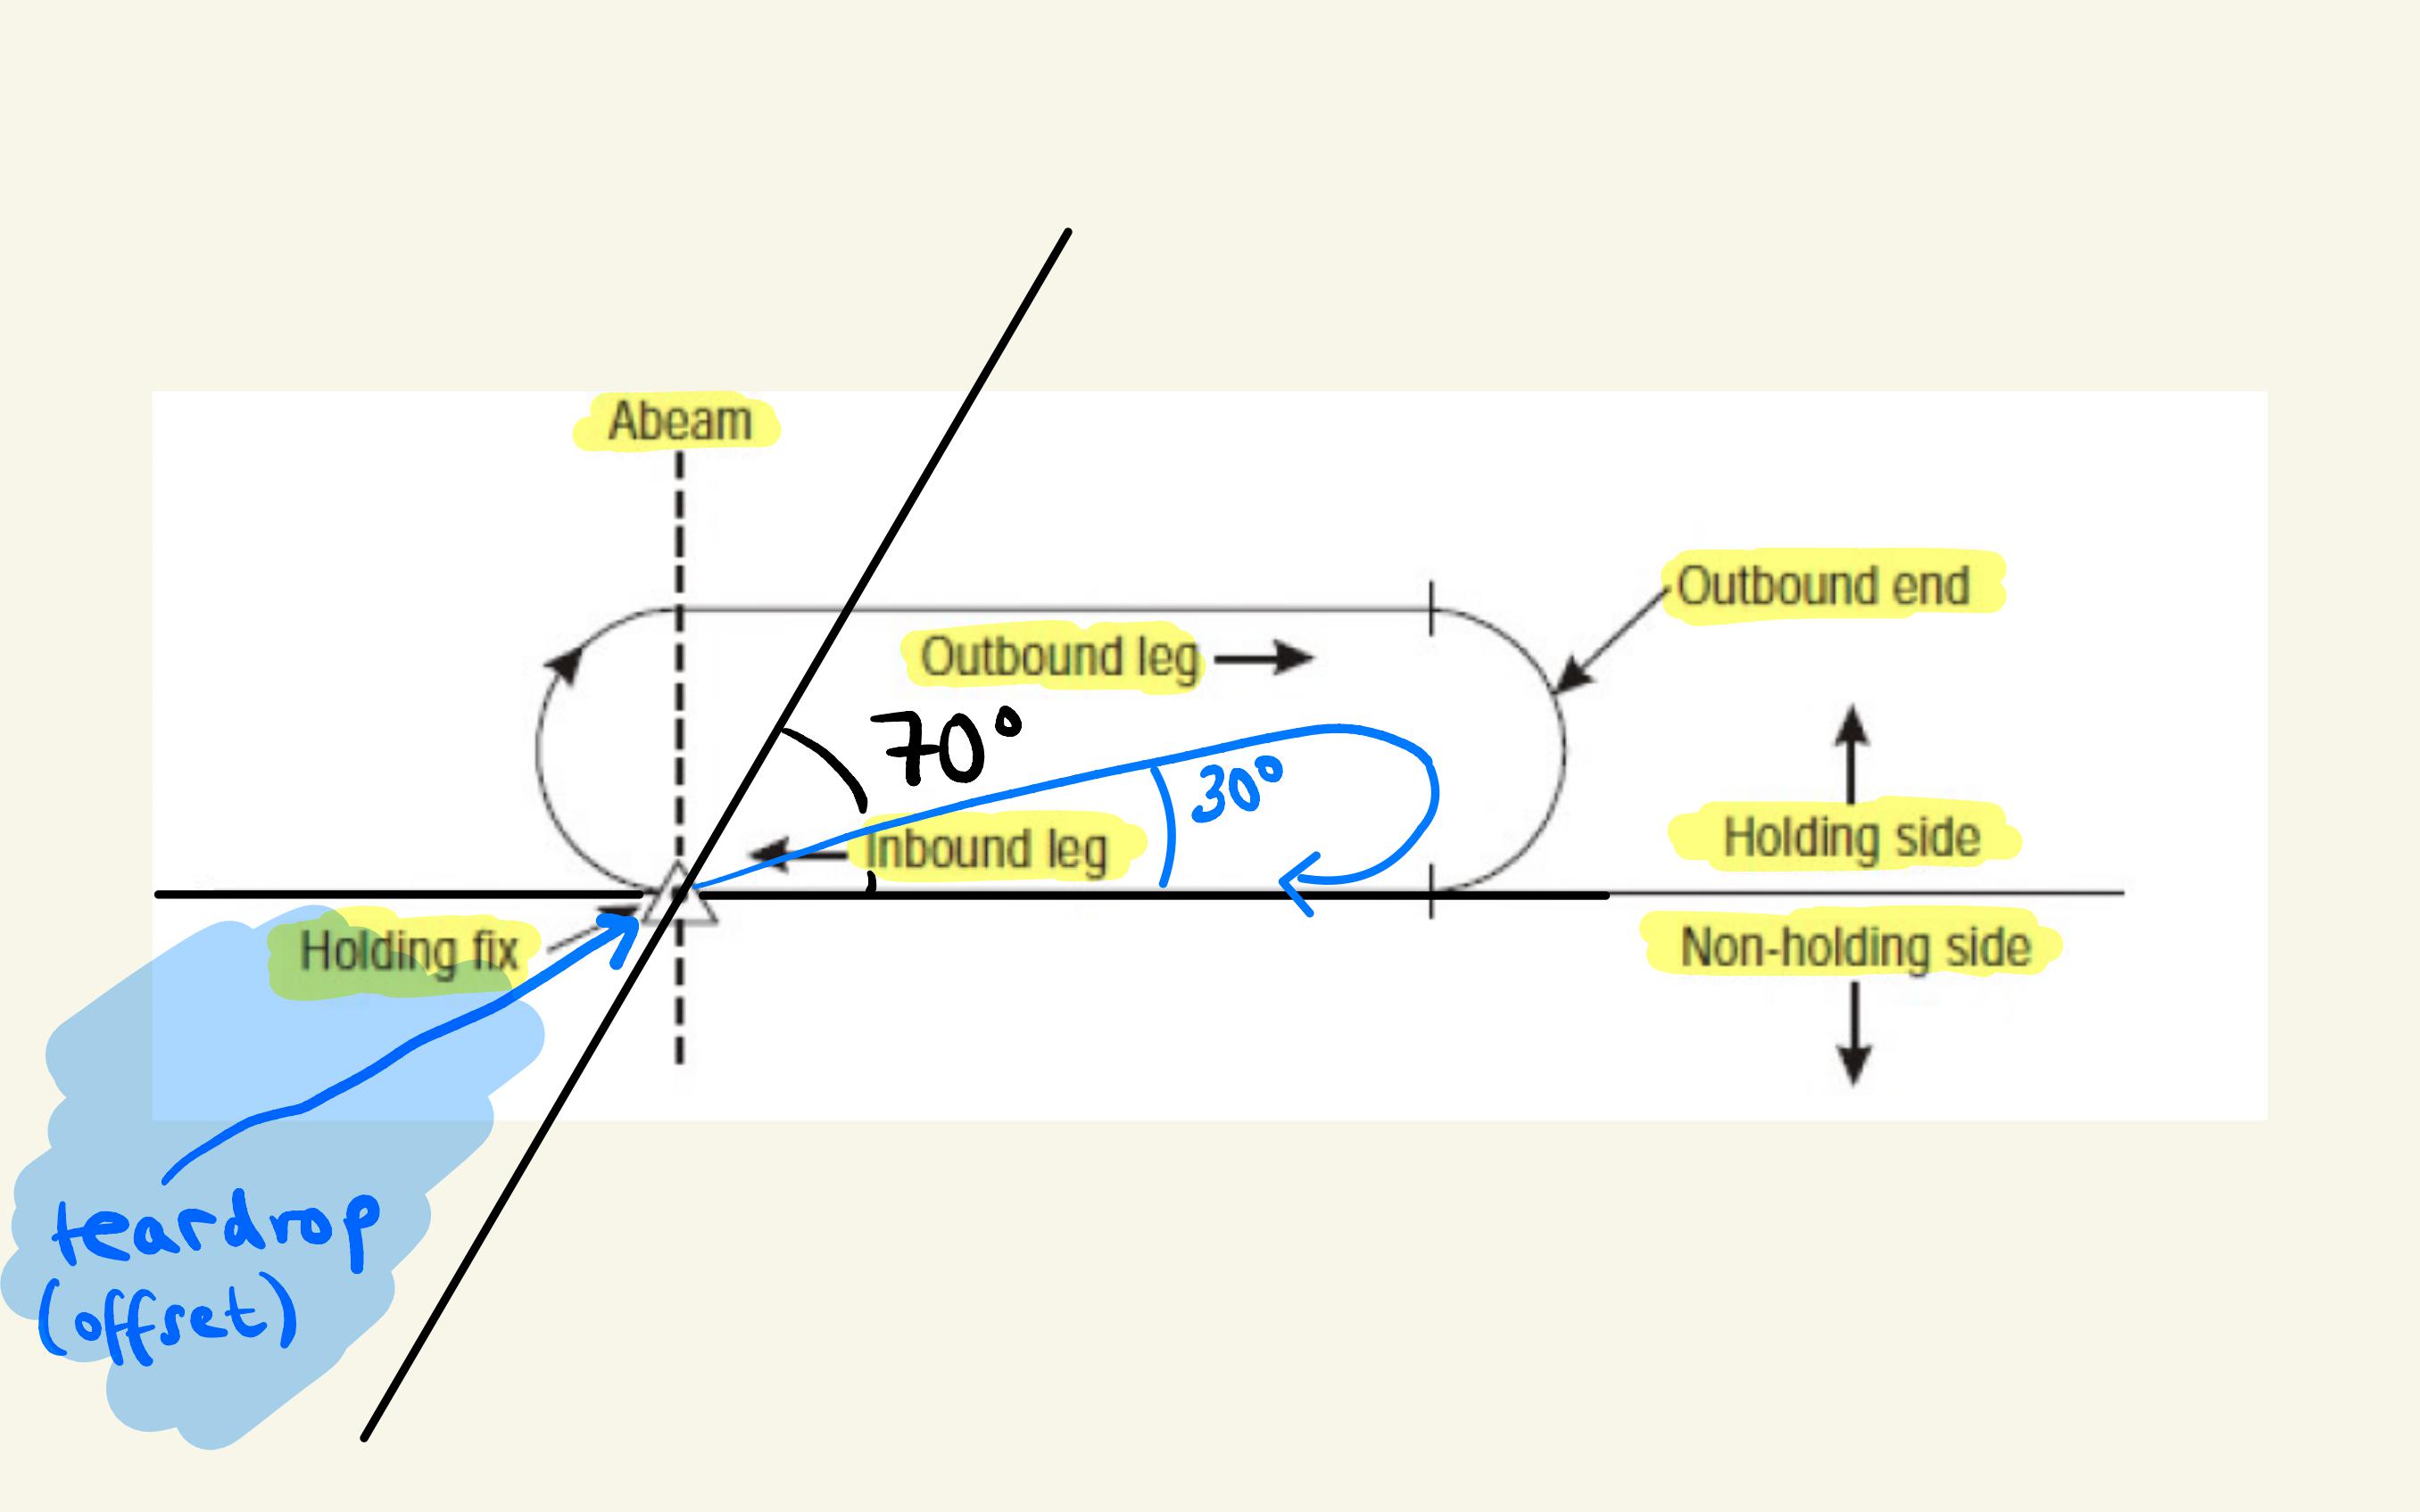 Abeam
Outbound end
Outbound leg
70°
30°
Inbound leg
Holding side
Holding fix
Non-holding side
teardrop
(offset)